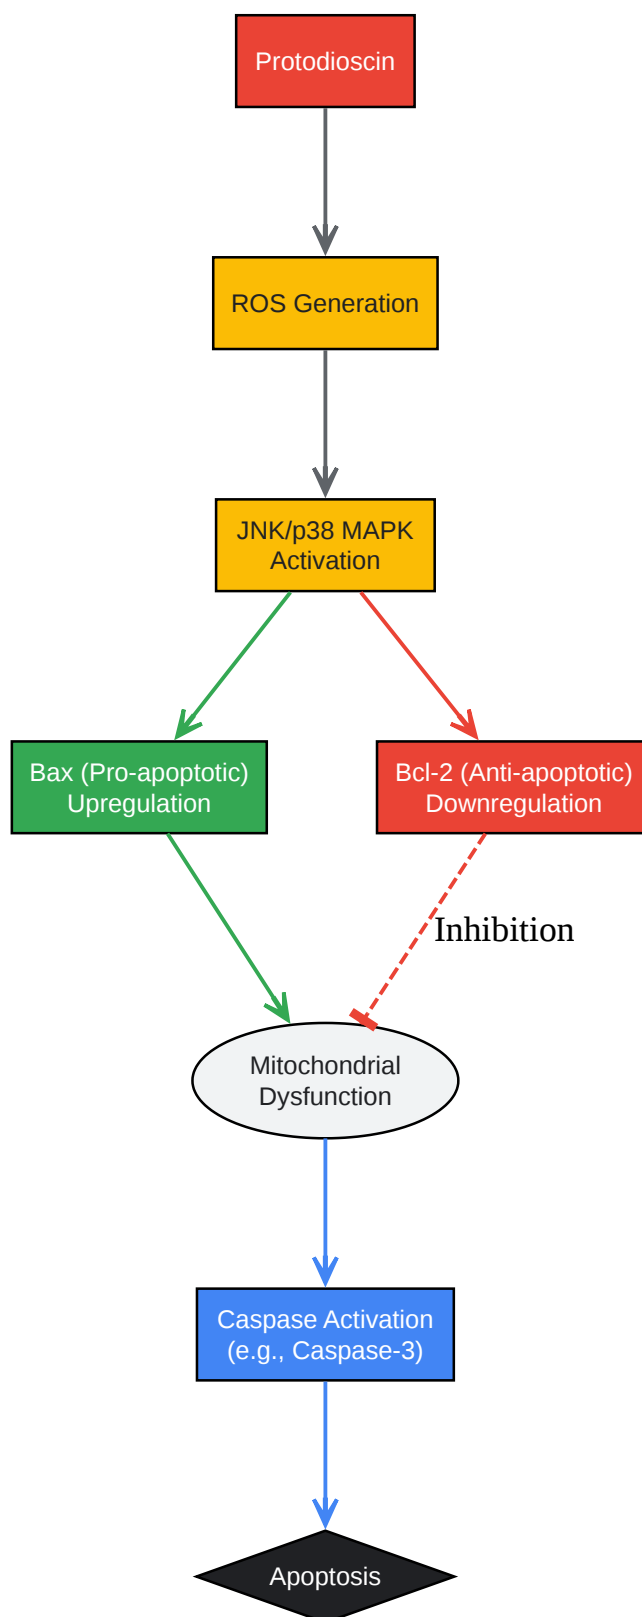 Protodioscin
ROS Generation
JNK/p38 MAPK
Activation
Bax (Pro-apoptotic)
Upregulation
Bcl-2 (Anti-apoptotic)
Downregulation
Inhibition
Mitochondrial
Dysfunction
Caspase Activation
(e.g., Caspase-3)
Apoptosis